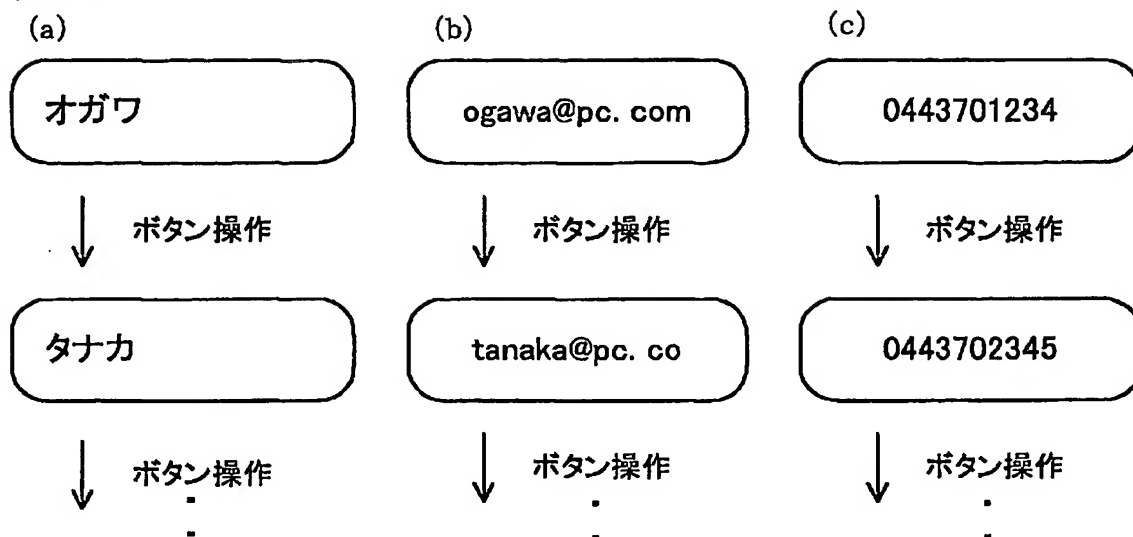 (a) (b) (c)
オガワ ogawa@pc. com 0443701234
ボタン操作 ボタン操作 ボタン操作
タナカ tanaka@pc. co 0443702345
ボタン操作 ボタン操作 ボタン操作